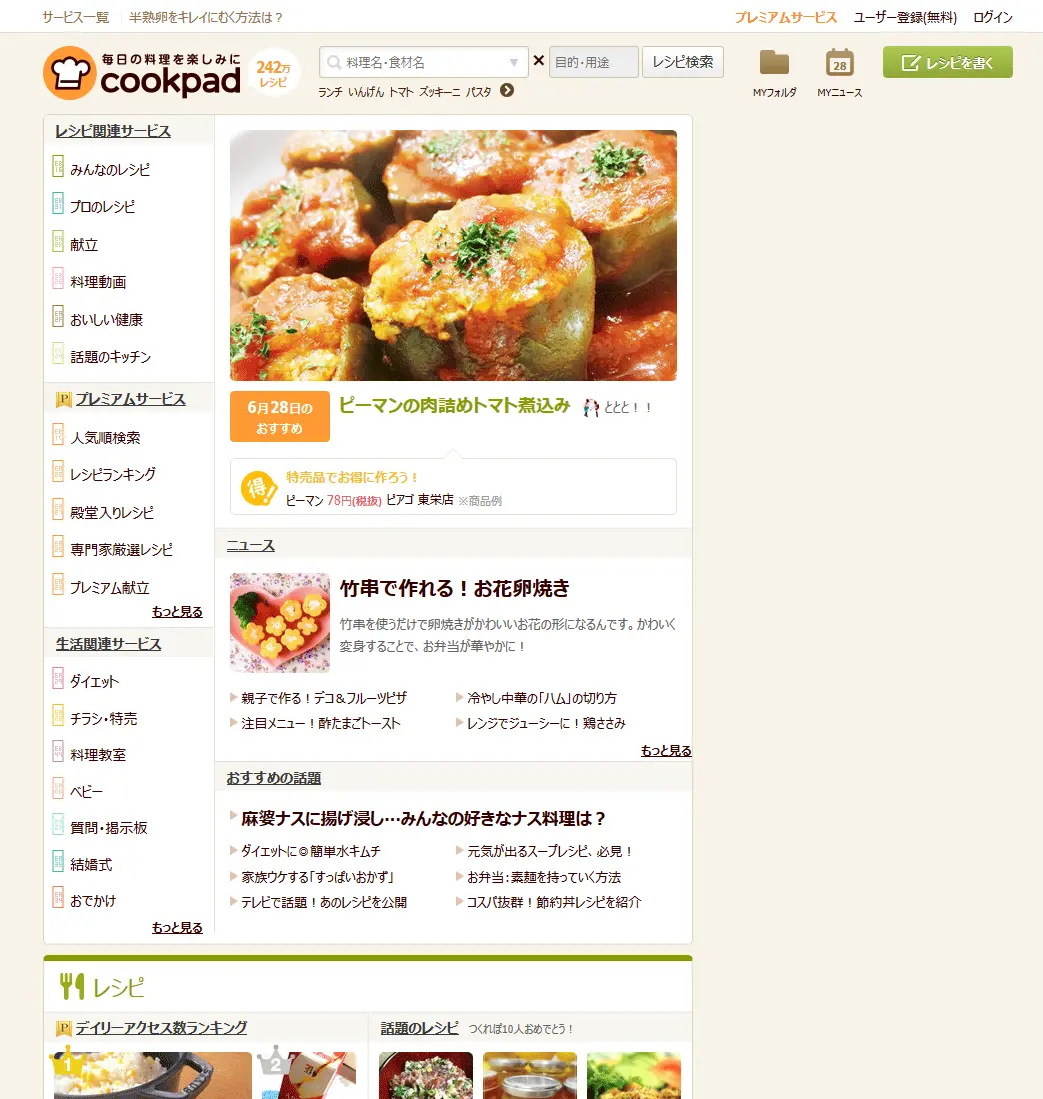 サービス一覧 半熟卵をキレイにむく方法は？
プレミアムサービス ユーザー登録(無料) ログイン
毎日の料理を楽しみに
cookpad
242万
レシピ
料理名・食材名 ▼ × 目的・用途 レシピ検索
ランチ いんげん トマト ズッキーニ パスタ
MYフォルダ
28
MYニュース
レシピを書く
レシピ関連サービス
みんなのレシピ
プロのレシピ
献立
料理動画
おいしい健康
話題のキッチン
P プレミアムサービス
人気順検索
レシピランキング
殿堂入りレシピ
専門家厳選レシピ
プレミアム献立
もっと見る
生活関連サービス
ダイエット
チラシ・特売
料理教室
ベビー
質問・掲示板
結婚式
おでかけ
もっと見る
6月28日の
おすすめ
ピーマンの肉詰めトマト煮込み ととと！！
得!
特売品でお得に作ろう！
ピーマン 78円(税抜) ピアゴ 東栄店 ※商品例
ニュース
竹串で作れる！お花卵焼き
竹串を使うだけで卵焼きがかわいいお花の形になるんです。かわいく
変身することで、お弁当が華やかに！
親子で作る！デコ＆フルーツピザ
冷やし中華の「ハム」の切り方
注目メニュー！酢たまごトースト
レンジでジューシーに！鶏ささみ
もっと見る
おすすめの話題
麻婆ナスに揚げ浸し…みんなの好きなナス料理は？
ダイエットに◎簡単水キムチ
元気が出るスープレシピ、必見！
家族ウケする「すっぱいおかず」
お弁当：素麺を持っていく方法
テレビで話題！あのレシピを公開
コスパ抜群！節約丼レシピを紹介
レシピ
P デイリーアクセス数ランキング
話題のレシピ つくれぽ10人おめでとう！
1
2